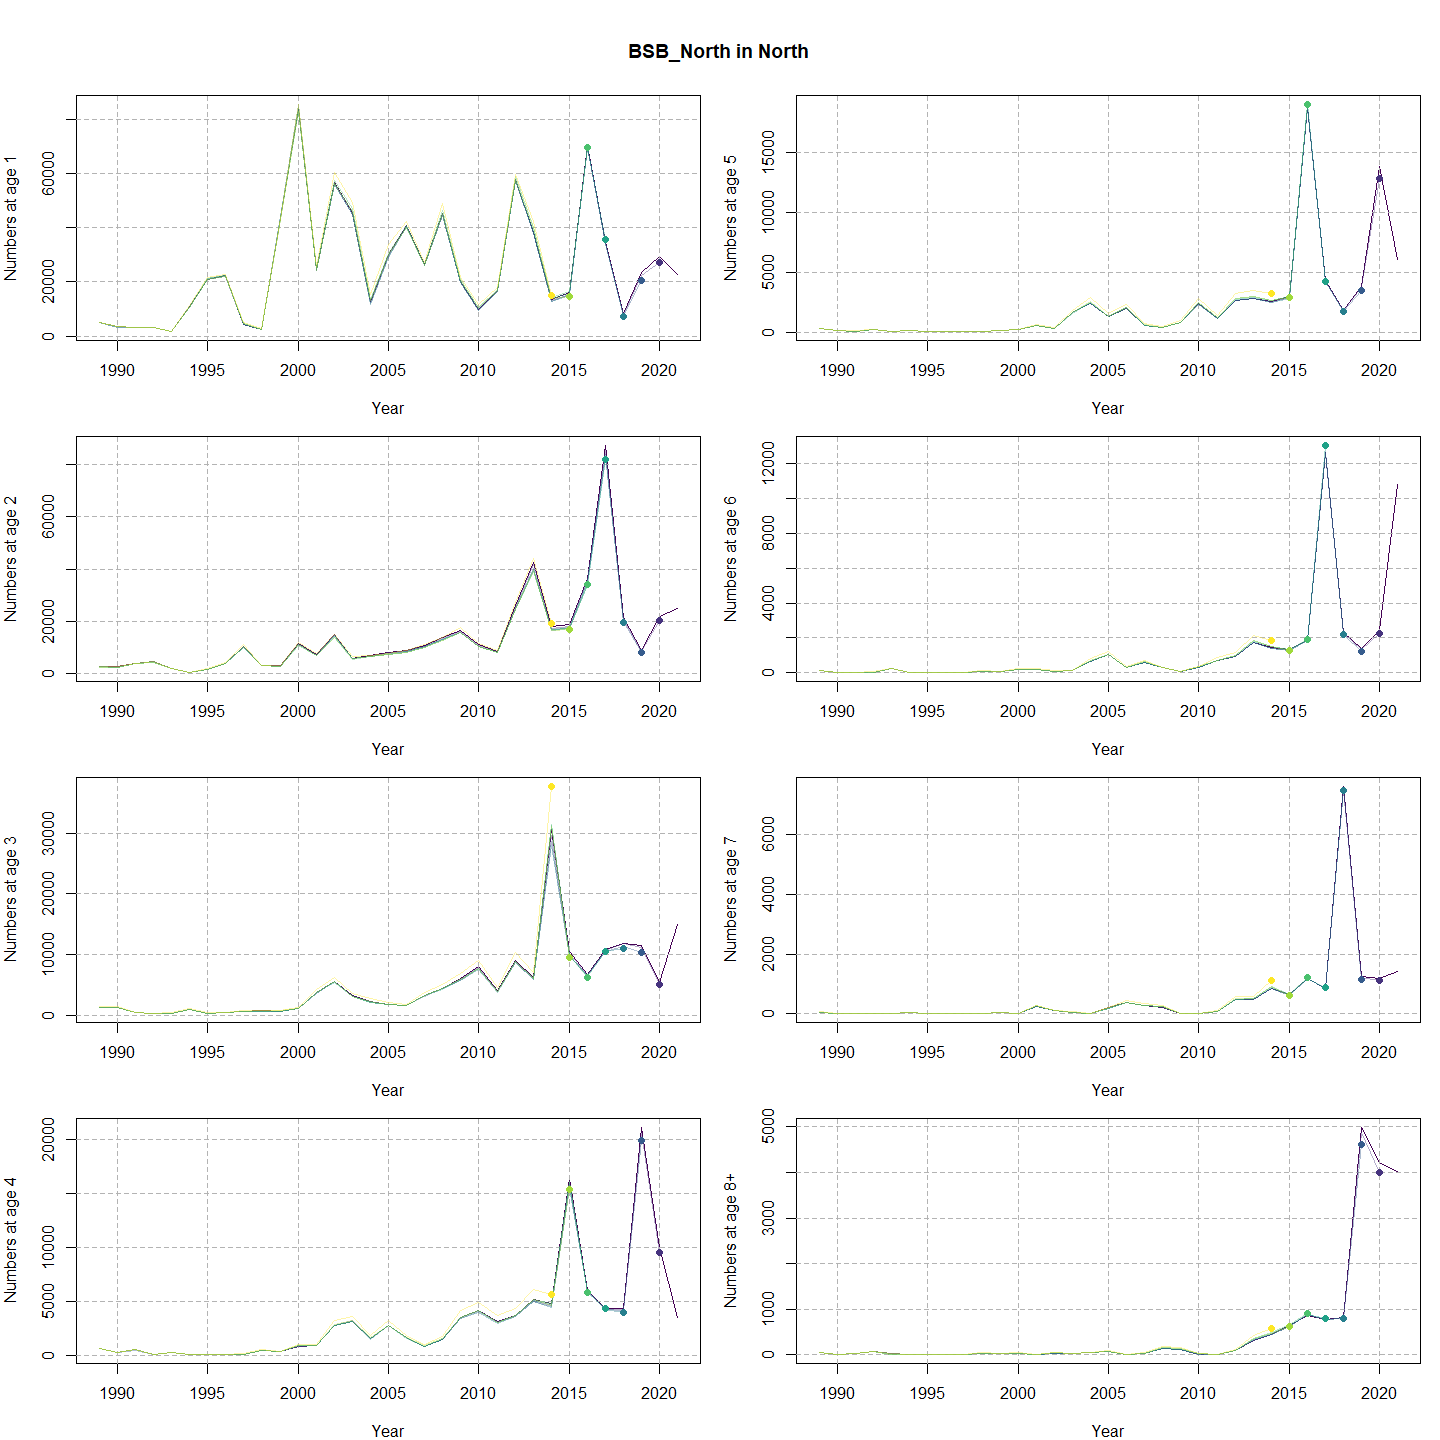 BSB_North in North
Numbers at age 1
0 20000 60000
1990 1995 2000 2005 2010 2015 2020
Year
Numbers at age 5
0 5000 10000 15000
1990 1995 2000 2005 2010 2015 2020
Year
Numbers at age 2
0 20000 60000
1990 1995 2000 2005 2010 2015 2020
Year
Numbers at age 6
0 4000 8000 12000
1990 1995 2000 2005 2010 2015 2020
Year
Numbers at age 3
0 10000 20000 30000
1990 1995 2000 2005 2010 2015 2020
Year
Numbers at age 7
0 2000 4000 6000
1990 1995 2000 2005 2010 2015 2020
Year
Numbers at age 4
0 5000 10000 20000
1990 1995 2000 2005 2010 2015 2020
Year
Numbers at age 8+
0 1000 3000 5000
1990 1995 2000 2005 2010 2015 2020
Year